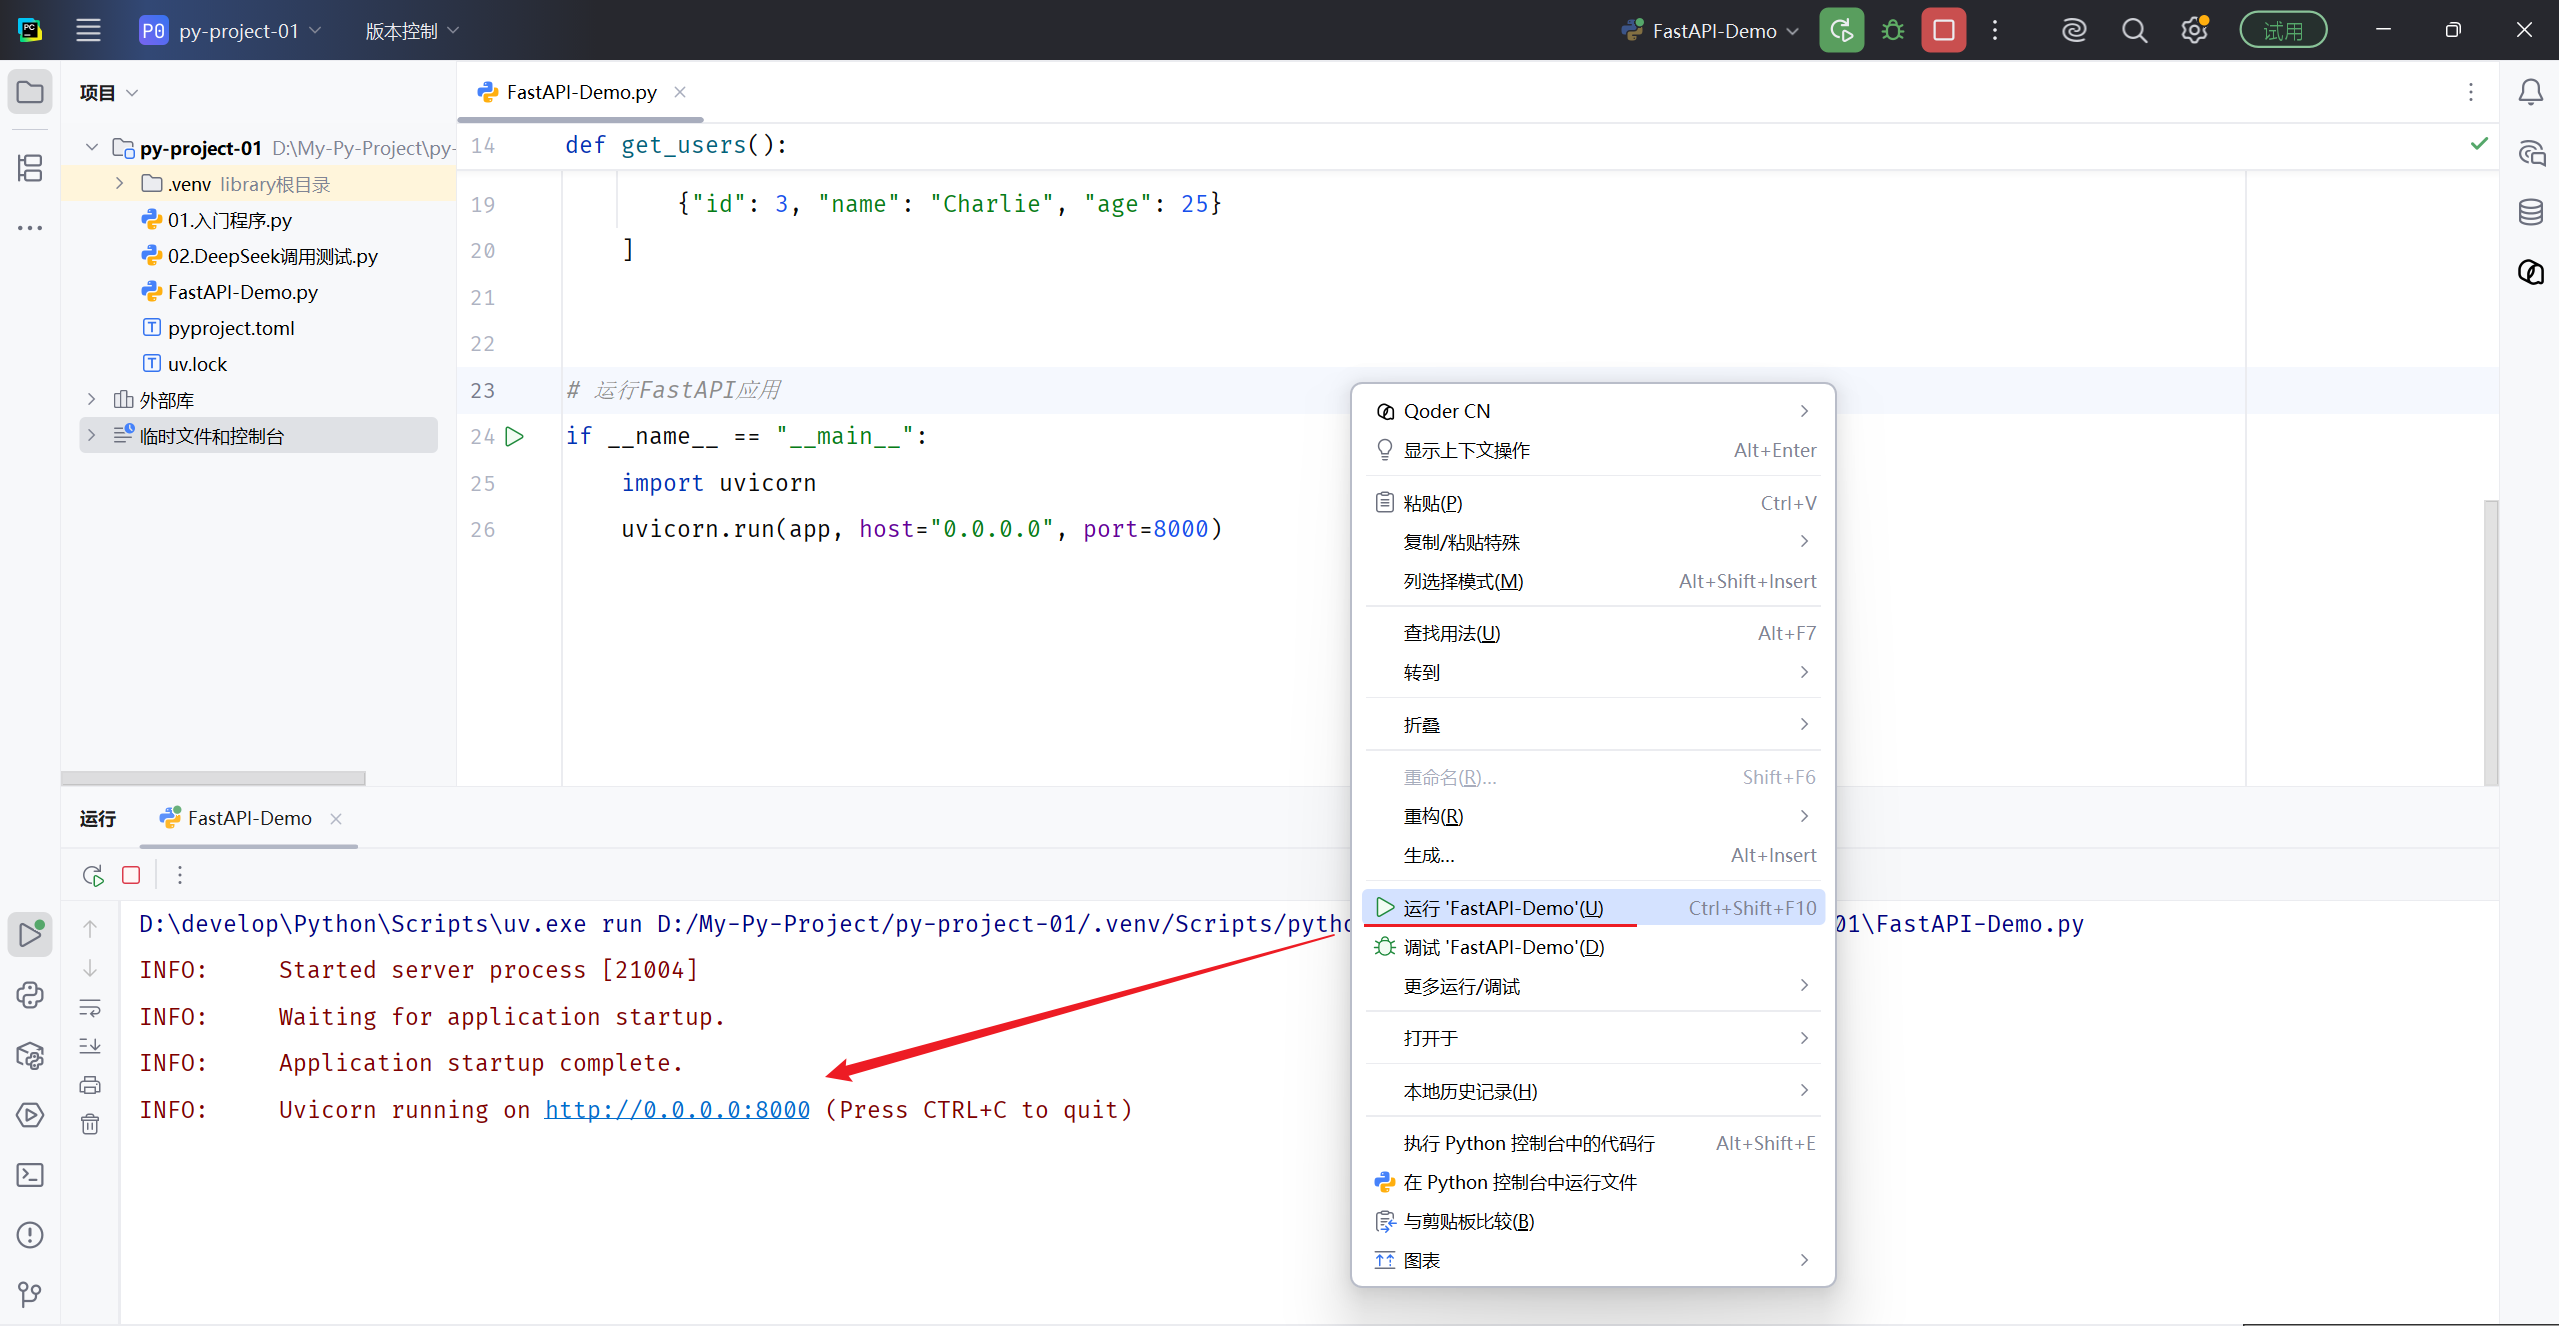 PC
P0 py-project-01
版本控制
FastAPI-Demo
试用
项目
py-project-01 D:\My-Py-Project\py-
.venv library根目录
01.入门程序.py
02.DeepSeek调用测试.py
FastAPI-Demo.py
pyproject.toml
uv.lock
外部库
临时文件和控制台
FastAPI-Demo.py
14 def get_users():
19 {"id": 3, "name": "Charlie", "age": 25}
20 ]
21
22
23 # 运行FastAPI应用
24 if __name__ == "__main__":
25 import uvicorn
26 uvicorn.run(app, host="0.0.0.0", port=8000)
Qoder CN
显示上下文操作 Alt+Enter
粘贴(P) Ctrl+V
复制/粘贴特殊
列选择模式(M) Alt+Shift+Insert
查找用法(U) Alt+F7
转到
折叠
重命名(R)... Shift+F6
重构(R)
生成... Alt+Insert
运行 'FastAPI-Demo'(U) Ctrl+Shift+F10
调试 'FastAPI-Demo'(D)
更多运行/调试
打开于
本地历史记录(H)
执行 Python 控制台中的代码行 Alt+Shift+E
在 Python 控制台中运行文件
与剪贴板比较(B)
图表
运行 FastAPI-Demo
D:\develop\Python\Scripts\uv.exe run D:/My-Py-Project/py-project-01/.venv/Scripts/pytho 01\FastAPI-Demo.py
INFO: Started server process [21004]
INFO: Waiting for application startup.
INFO: Application startup complete.
INFO: Uvicorn running on http://0.0.0.0:8000 (Press CTRL+C to quit)